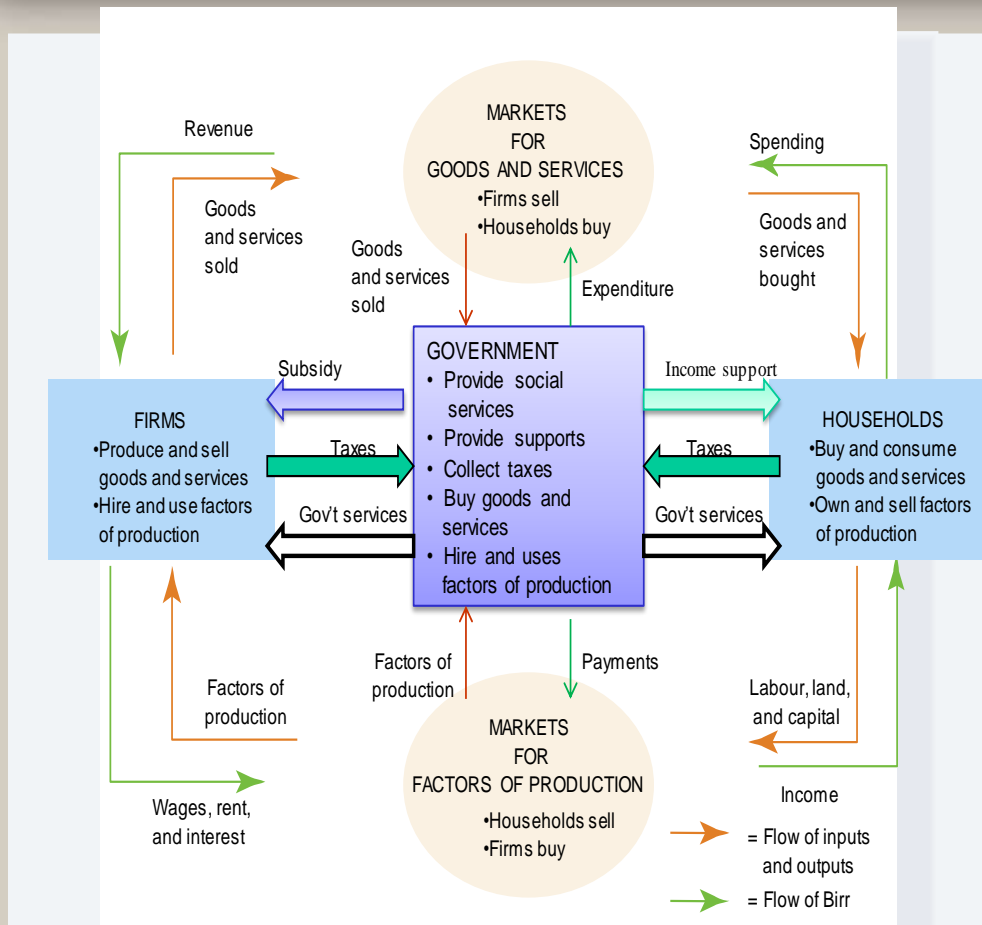 MARKETS
FOR
GOODS AND SERVICES
•Firms sell
•Households buy
Revenue
Spending
Goods
and services
sold
Goods
and services
sold
Expenditure
Goods and
services
bought
GOVERNMENT
• Provide social
services
• Provide supports
• Collect taxes
• Buy goods and
services
• Hire and uses
factors of production
Subsidy
Income support
FIRMS
•Produce and sell
goods and services
•Hire and use factors
of production
Taxes
Taxes
HOUSEHOLDS
•Buy and consume
goods and services
•Own and sell factors
of production
Gov't services
Gov't services
Factors of
production
Factors of
production
Payments
Labour, land,
and capital
MARKETS
FOR
FACTORS OF PRODUCTION
•Households sell
•Firms buy
Wages, rent,
and interest
Income
= Flow of inputs
and outputs
= Flow of Birr